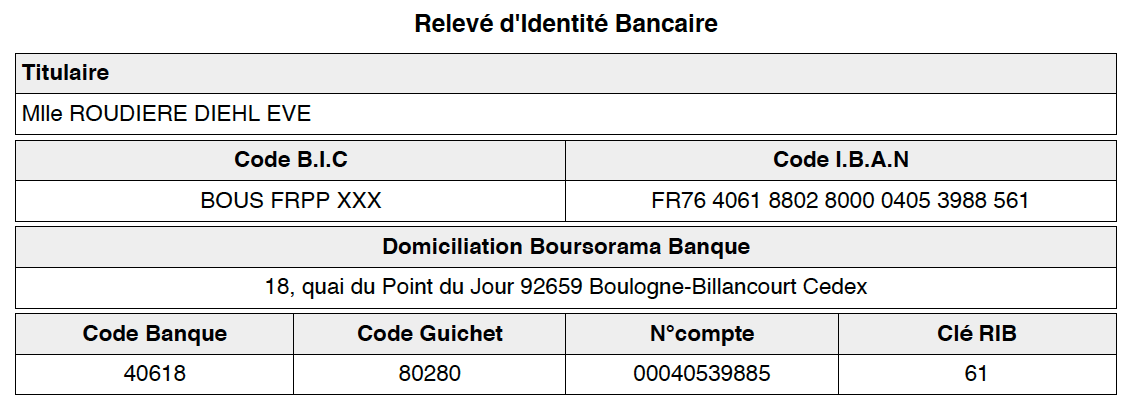 Relevé d'Identité Bancaire
Titulaire
Mlle ROUDIERE DIEHL EVE
Code B.I.C Code I.B.A.N
BOUS FRPP XXX FR76 4061 8802 8000 0405 3988 561
Domiciliation Boursorama Banque
18, quai du Point du Jour 92659 Boulogne-Billancourt Cedex
Code Banque Code Guichet N°compte Clé RIB
40618 80280 00040539885 61